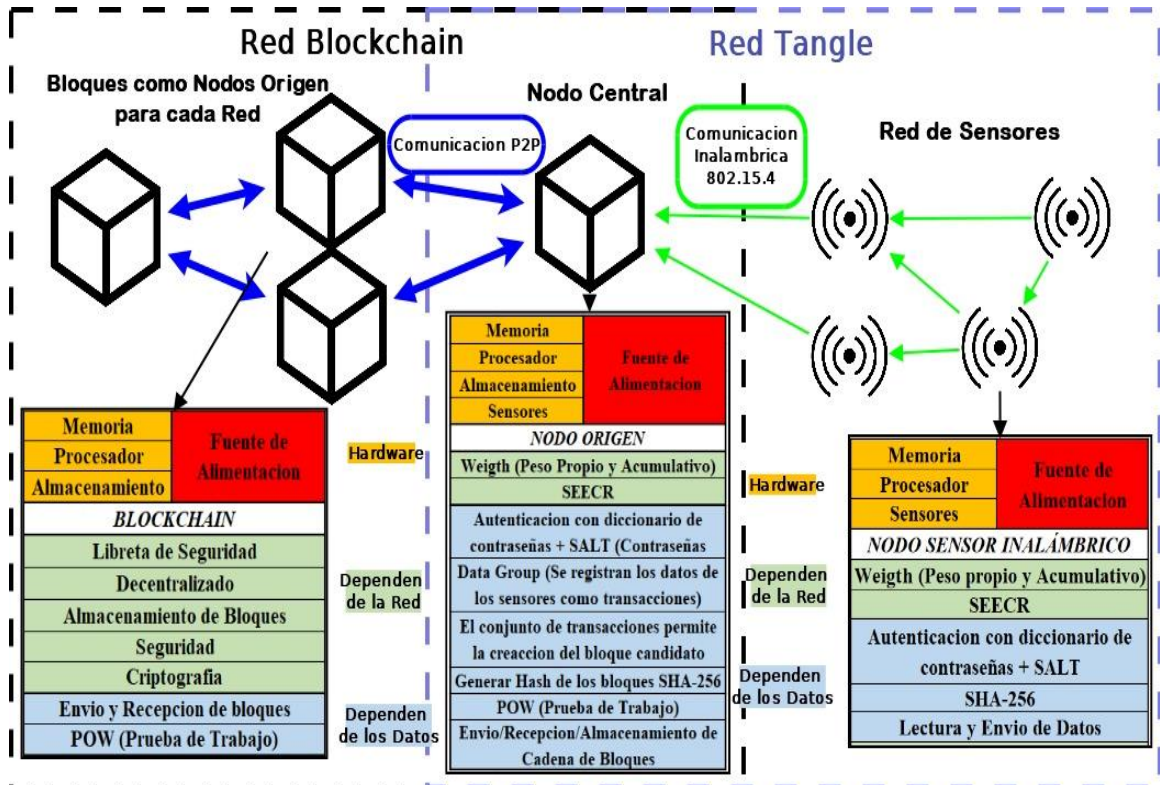 Red Blockchain
Red Tangle
Bloques como Nodos Origen
para cada Red
Nodo Central
Comunicacion P2P
Comunicacion
Inalambrica
802.15.4
Red de Sensores
Memoria
Procesador
Almacenamiento
Fuente de
Alimentacion
BLOCKCHAIN
Libreta de Seguridad
Decentralizado
Almacenamiento de Bloques
Seguridad
Criptografia
Envio y Recepcion de bloques
POW (Prueba de Trabajo)
Hardware
Dependen
de la Red
Dependen
de los Datos
Memoria
Procesador
Almacenamiento
Sensores
Fuente de
Alimentacion
NODO ORIGEN
Weigth (Peso Propio y Acumulativo)
SEECR
Autenticacion con diccionario de
contraseñas + SALT (Contraseñas
Data Group (Se registran los datos de
los sensores como transacciones)
El conjunto de transacciones permite
la creaccion del bloque candidato
Generar Hash de los bloques SHA-256
POW (Prueba de Trabajo)
Envio/Recepcion/Almacenamiento de
Cadena de Bloques
Hardware
Dependen
de la Red
Dependen
de los Datos
Memoria
Procesador
Sensores
Fuente de
Alimentacion
NODO SENSOR INALÁMBRICO
Weigth (Peso propio y Acumulativo)
SEECR
Autenticacion con diccionario de
contraseñas + SALT
SHA-256
Lectura y Envio de Datos